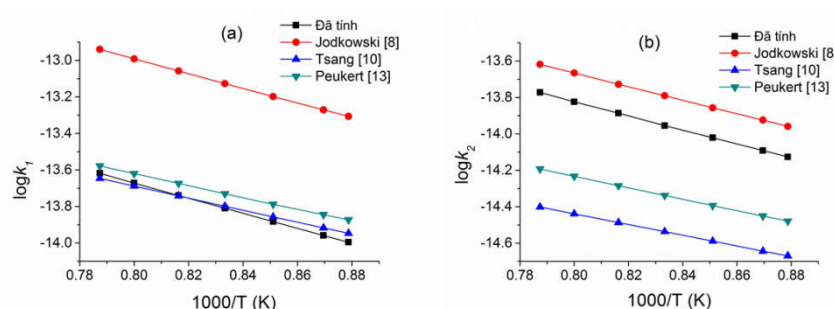 (a)
Đã tính
Jodkowski [8]
Tsang [10]
Peukert [13]
-13.0
-13.2
-13.4
-13.6
-13.8
-14.0
logk1
0.78 0.80 0.82 0.84 0.86 0.88
1000/T (K)
(b)
Đã tính
Jodkowski [8
Tsang [10]
Peukert [13]
-13.6
-13.8
-14.0
-14.2
-14.4
-14.6
logk2
0.78 0.80 0.82 0.84 0.86 0.88
1000/T (K)